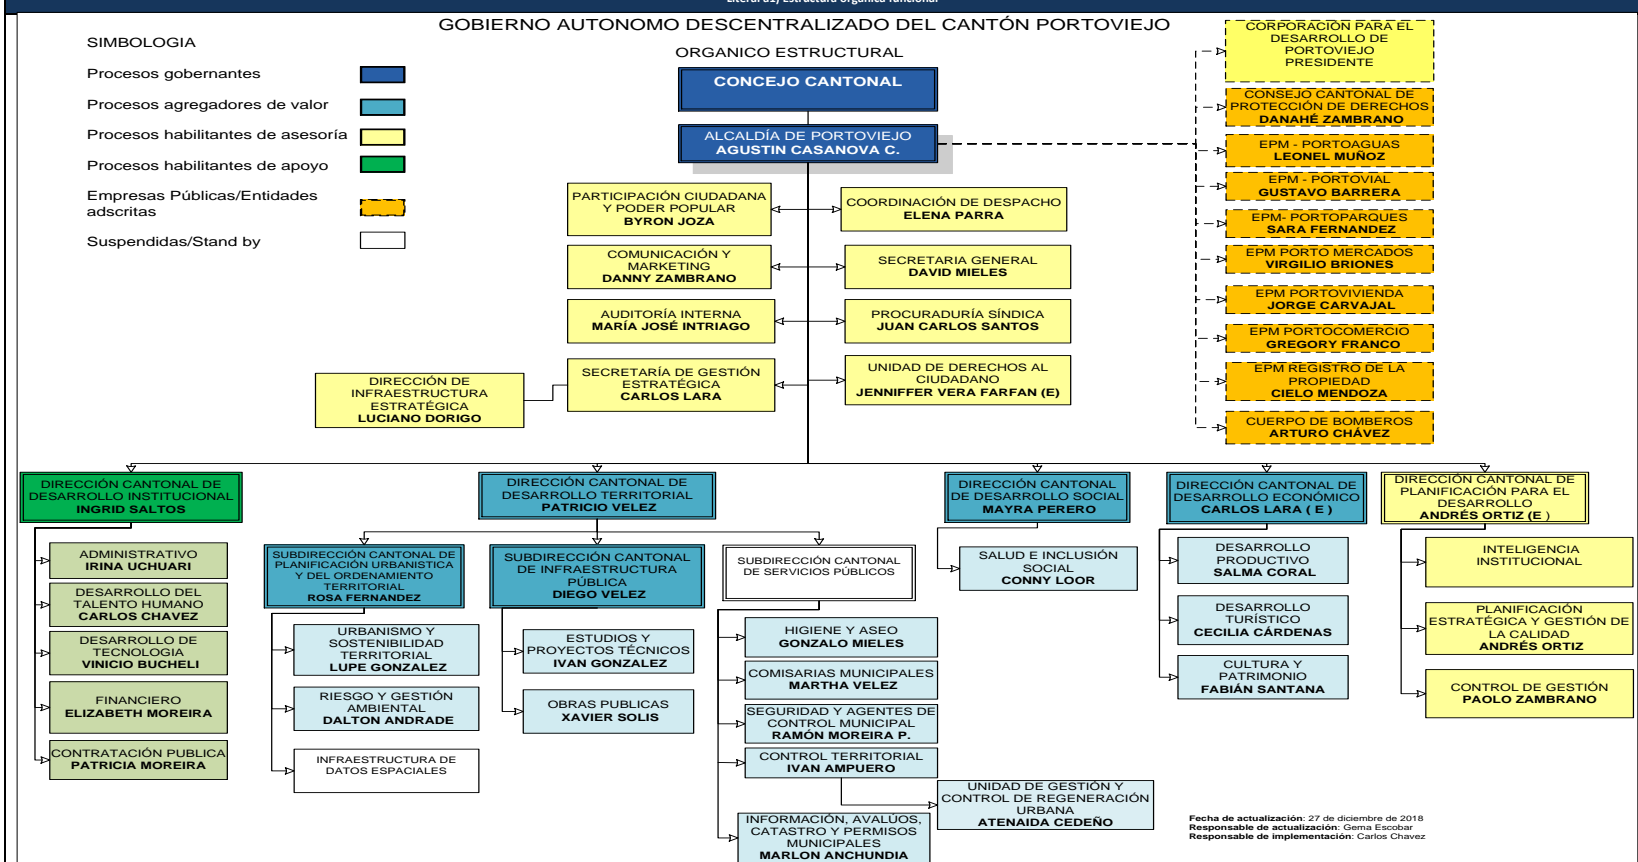 Literal a1) Estructura orgánica funcional
GOBIERNO AUTONOMO DESCENTRALIZADO DEL CANTÓN PORTOVIEJO
ORGANICO ESTRUCTURAL
SIMBOLOGIA
Procesos gobernantes
Procesos agregadores de valor
Procesos habilitantes de asesoría
Procesos habilitantes de apoyo
Empresas Públicas/Entidades
adscritas
Suspendidas/Stand by
CONCEJO CANTONAL
ALCALDÍA DE PORTOVIEJO
AGUSTIN CASANOVA C.
CORPORACIÓN PARA EL
DESARROLLO DE
PORTOVIEJO
PRESIDENTE
CONSEJO CANTONAL DE
PROTECCIÓN DE DERECHOS
DANAHÉ ZAMBRANO
EPM - PORTOAGUAS
LEONEL MUÑOZ
EPM - PORTOVIAL
GUSTAVO BARRERA
EPM- PORTOPARQUES
SARA FERNANDEZ
EPM PORTO MERCADOS
VIRGILIO BRIONES
EPM PORTOVIVIENDA
JORGE CARVAJAL
EPM PORTOCOMERCIO
GREGORY FRANCO
EPM REGISTRO DE LA
PROPIEDAD
CIELO MENDOZA
CUERPO DE BOMBEROS
ARTURO CHÁVEZ
PARTICIPACIÓN CIUDADANA
Y PODER POPULAR
BYRON JOZA
COORDINACIÓN DE DESPACHO
ELENA PARRA
COMUNICACIÓN Y
MARKETING
DANNY ZAMBRANO
SECRETARIA GENERAL
DAVID MIELES
AUDITORÍA INTERNA
MARÍA JOSÉ INTRIAGO
PROCURADURÍA SÍNDICA
JUAN CARLOS SANTOS
SECRETARÍA DE GESTIÓN
ESTRATÉGICA
CARLOS LARA
UNIDAD DE DERECHOS AL
CIUDADANO
JENNIFFER VERA FARFAN (E)
DIRECCIÓN DE
INFRAESTRUCTURA
ESTRATÉGICA
LUCIANO DORIGO
DIRECCIÓN CANTONAL DE
DESARROLLO INSTITUCIONAL
INGRID SALTOS
ADMINISTRATIVO
IRINA UCHUARI
DESARROLLO DEL
TALENTO HUMANO
CARLOS CHAVEZ
DESARROLLO DE
TECNOLOGIA
VINICIO BUCHELI
FINANCIERO
ELIZABETH MOREIRA
CONTRATACIÓN PUBLICA
PATRICIA MOREIRA
DIRECCIÓN CANTONAL DE
DESARROLLO TERRITORIAL
PATRICIO VELEZ
SUBDIRECCIÓN CANTONAL DE
PLANIFICACIÓN URBANISTICA
Y DEL ORDENAMIENTO
TERRITORIAL
ROSA FERNANDEZ
URBANISMO Y
SOSTENIBILIDAD
TERRITORIAL
LUPE GONZALEZ
RIESGO Y GESTIÓN
AMBIENTAL
DALTON ANDRADE
INFRAESTRUCTURA DE
DATOS ESPACIALES
SUBDIRECCIÓN CANTONAL
DE INFRAESTRUCTURA
PÚBLICA
DIEGO VELEZ
ESTUDIOS Y
PROYECTOS TÉCNICOS
IVAN GONZALEZ
OBRAS PUBLICAS
XAVIER SOLIS
SUBDIRECCIÓN CANTONAL
DE SERVICIOS PÚBLICOS
HIGIENE Y ASEO
GONZALO MIELES
COMISARIAS MUNICIPALES
MARTHA VELEZ
SEGURIDAD Y AGENTES DE
CONTROL MUNICIPAL
RAMÓN MOREIRA P.
CONTROL TERRITORIAL
IVAN AMPUERO
UNIDAD DE GESTIÓN Y
CONTROL DE REGENERACIÓN
URBANA
ATENAIDA CEDEÑO
INFORMACIÓN, AVALÚOS,
CATASTRO Y PERMISOS
MUNICIPALES
MARLON ANCHUNDIA
DIRECCIÓN CANTONAL
DE DESARROLLO SOCIAL
MAYRA PERERO
SALUD E INCLUSIÓN
SOCIAL
CONNY LOOR
DIRECCIÓN CANTONAL DE
DESARROLLO ECONÓMICO
CARLOS LARA ( E )
DESARROLLO
PRODUCTIVO
SALMA CORAL
DESARROLLO
TURÍSTICO
CECILIA CÁRDENAS
CULTURA Y
PATRIMONIO
FABIÁN SANTANA
DIRECCIÓN CANTONAL DE
PLANIFICACIÓN PARA EL
DESARROLLO
ANDRÉS ORTIZ (E )
INTELIGENCIA
INSTITUCIONAL
PLANIFICACIÓN
ESTRATÉGICA Y GESTIÓN DE
LA CALIDAD
ANDRÉS ORTIZ
CONTROL DE GESTIÓN
PAOLO ZAMBRANO
Fecha de actualización: 27 de diciembre de 2018
Responsable de actualización: Gema Escobar
Responsable de implementación: Carlos Chavez